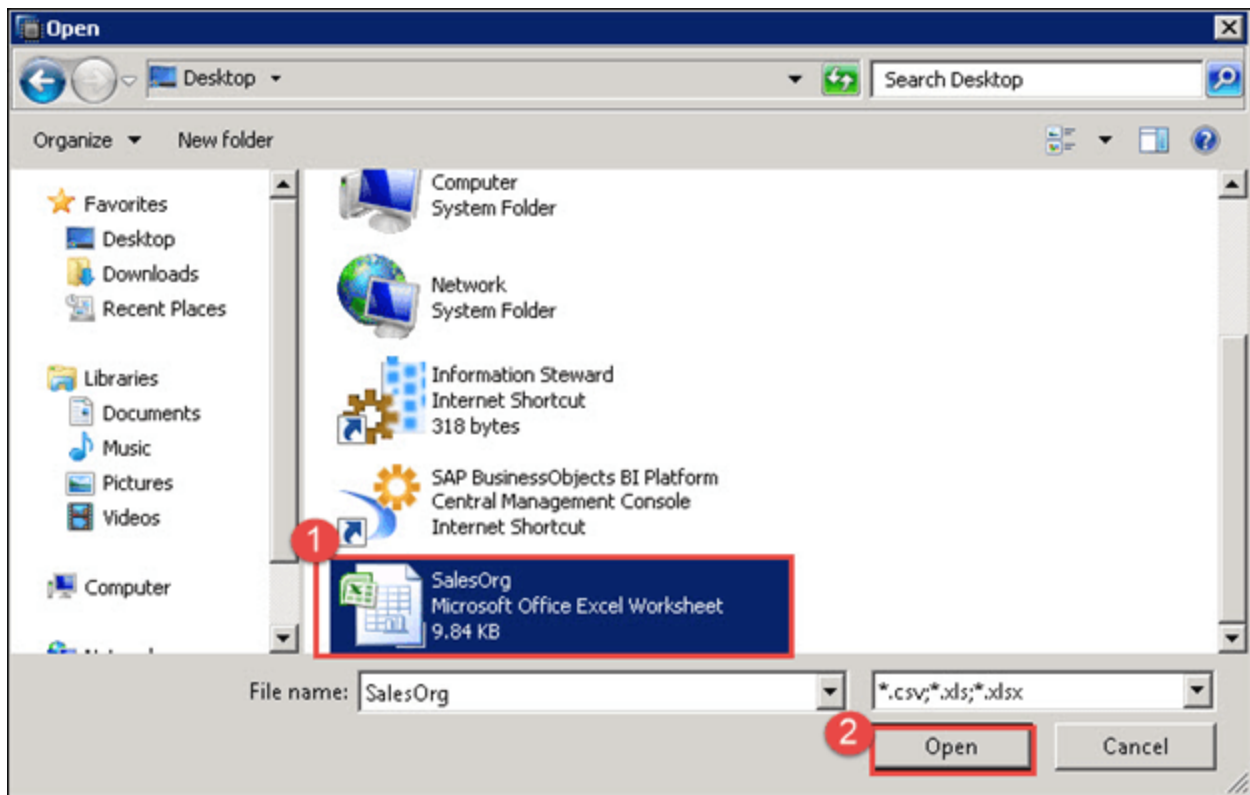 Open
Desktop
Search Desktop
Organize
New folder
Favorites
Desktop
Downloads
Recent Places
Libraries
Documents
Music
Pictures
Videos
Computer
Computer
System Folder
Network
System Folder
Information Steward
Internet Shortcut
318 bytes
SAP BusinessObjects BI Platform
Central Management Console
Internet Shortcut
1
SalesOrg
Microsoft Office Excel Worksheet
9.84 KB
File name: SalesOrg
*.csv;*.xls;*.xlsx
2
Open
Cancel